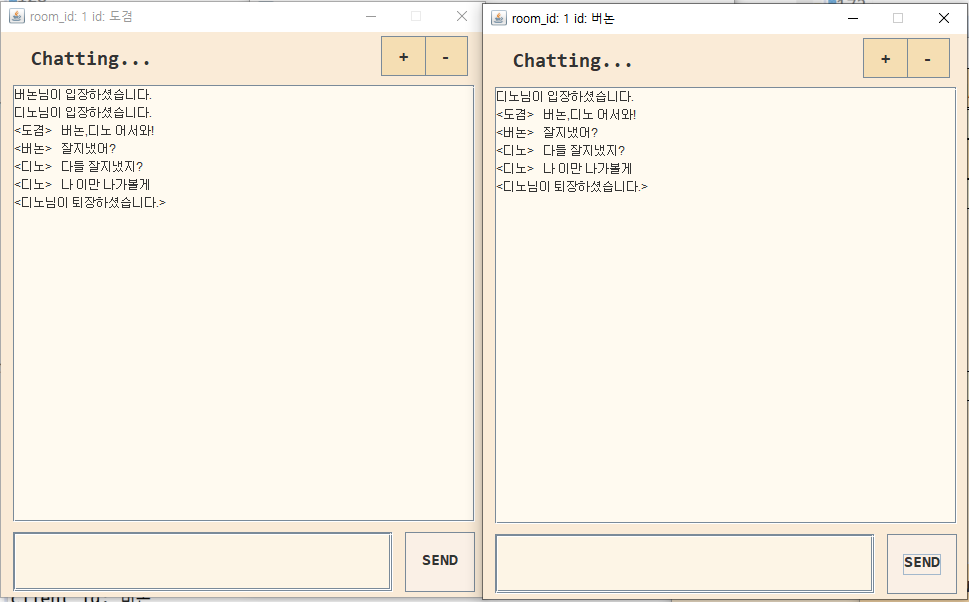 room_id: 1 id: 도겸
Chatting...
+
-
버논님이 입장하셨습니다.
디노님이 입장하셨습니다.
<도겸> 버논,디노 어서와!
<버논> 잘지냈어?
<디노> 다들 잘지냈지?
<디노> 나 이만 나가볼게
<디노님이 퇴장하셨습니다.>
SEND
room_id: 1 id: 버논
Chatting...
+
-
디노님이 입장하셨습니다.
<도겸> 버논,디노 어서와!
<버논> 잘지냈어?
<디노> 다들 잘지냈지?
<디노> 나 이만 나가볼게
<디노님이 퇴장하셨습니다.>
SEND